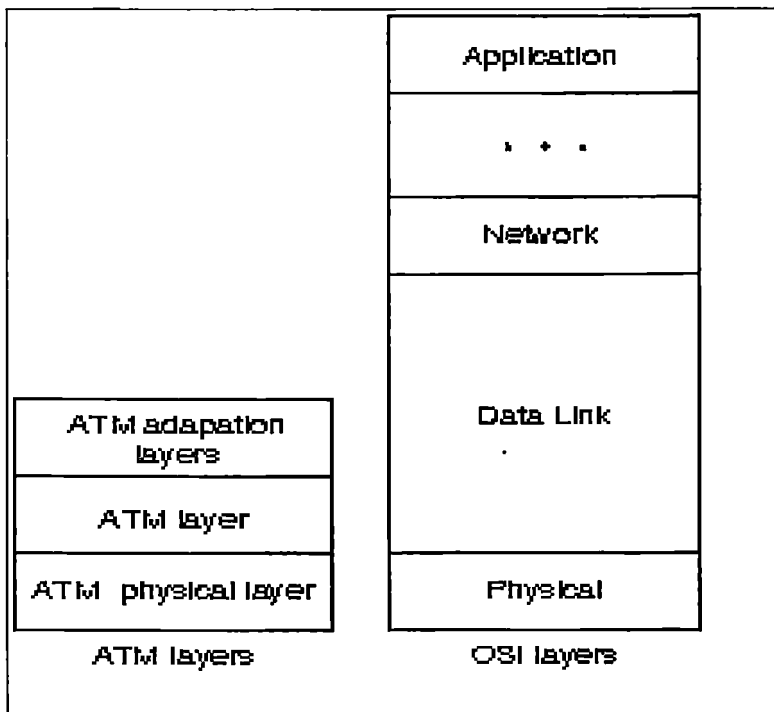 Application
. . .
Network
Data Link
Physical
OSI layers
ATM adapation
layers
ATM layer
ATM physical layer
ATM layers